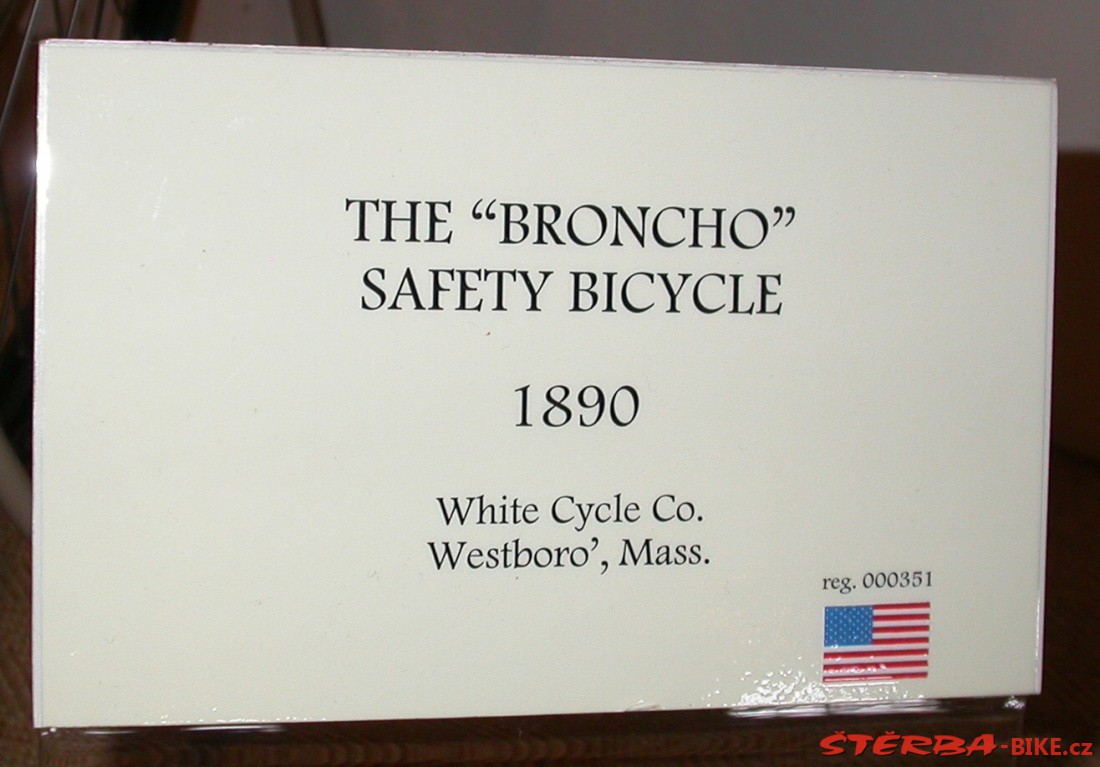 THE “BRONCHO”
SAFETY BICYCLE
1890
White Cycle Co.
Westboro’, Mass.
reg. 000351
ŠTĚRBA-BIKE.cz